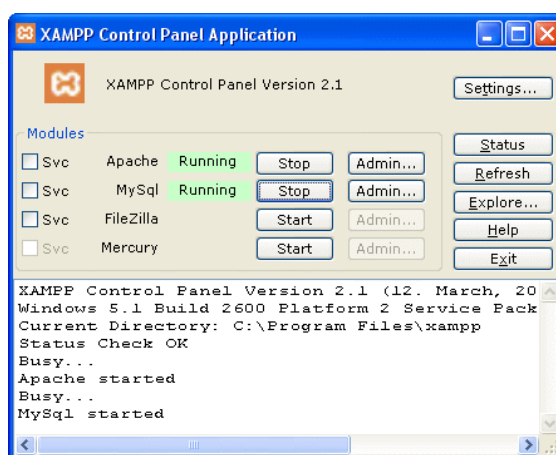 XAMPP Control Panel Application
XAMPP Control Panel Version 2.1
Settings...
Modules
Svc Apache Running Stop Admin...
Svc MySql Running Stop Admin...
Svc FileZilla Start Admin...
Svc Mercury Start Admin...
Status
Refresh
Explore...
Help
Exit
XAMPP Control Panel Version 2.1 (12. March, 20
Windows 5.1 Build 2600 Platform 2 Service Pack
Current Directory: C:\Program Files\xampp
Status Check OK
Busy...
Apache started
Busy...
MySql started